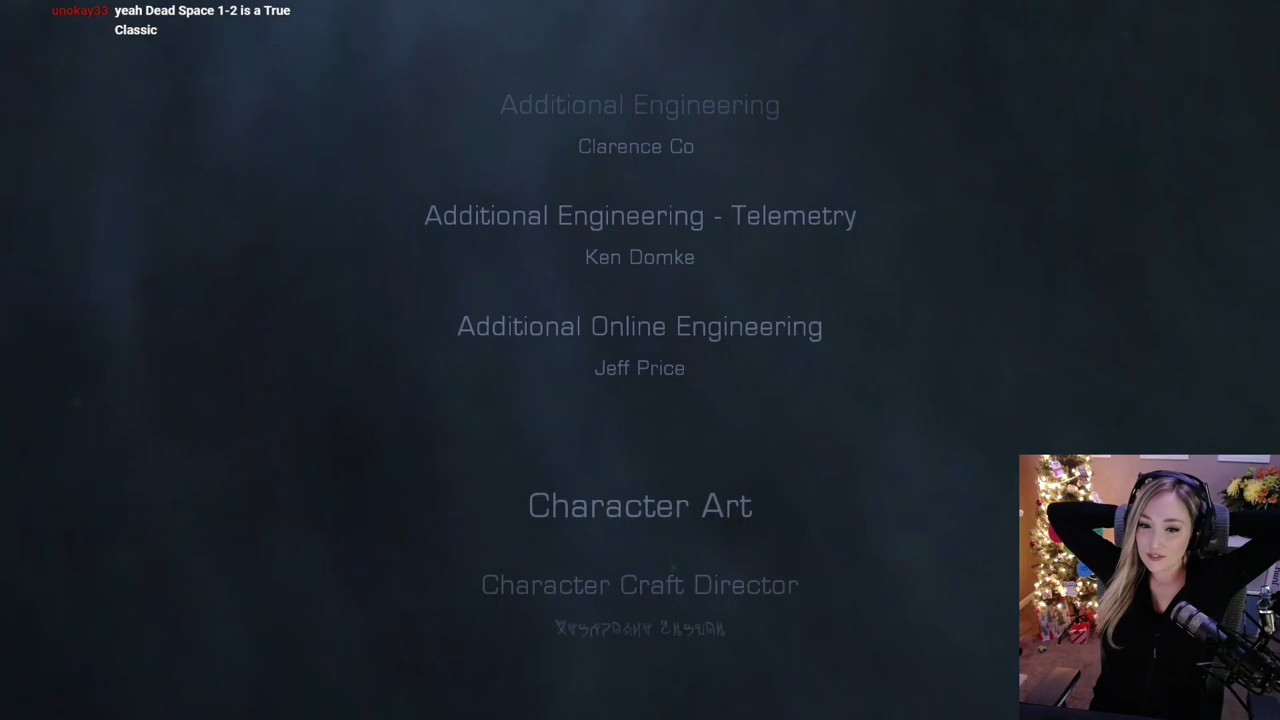 unokay33 yeah Dead Space 1-2 is a True
Classic
Additional Engineering
Clarence Co
Additional Engineering - Telemetry
Ken Domke
Additional Online Engineering
Jeff Price
Character Art
Character Craft Director